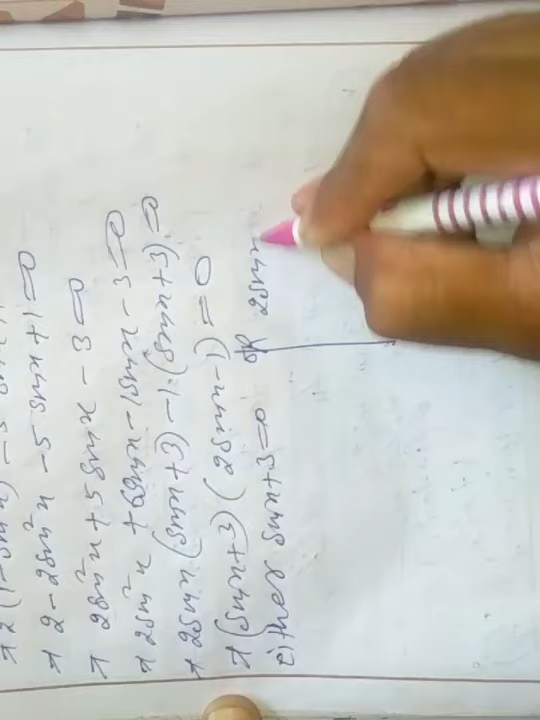 → 2 - 2sin²x - 5 sinx + 1 = 0
→ 2sin²x + 5 sinx - 3 = 0
→ 2sin²x + 6sinx - 1sinx - 3 = 0
→ 2sinx (sinx + 3) - 1 (sinx + 3) = 0
→ (sinx + 3) (2sinx - 1) = 0
either sinx + 3 = 0 or 2sinx